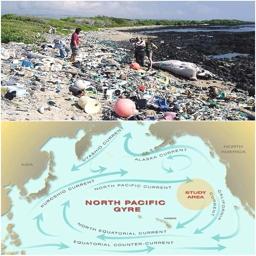 OYASHIO CURRENT
ALASKA CURRENT
NORTH
AMERICA
ASIA
KUROSHIO CURRENT
NORTH PACIFIC CURRENT
STUDY
AREA
CALIFORNIA
CURRENT
NORTH PACIFIC
GYRE
HAWAII
NORTH EQUATORIAL CURRENT
EQUATORIAL COUNTER-CURRENT